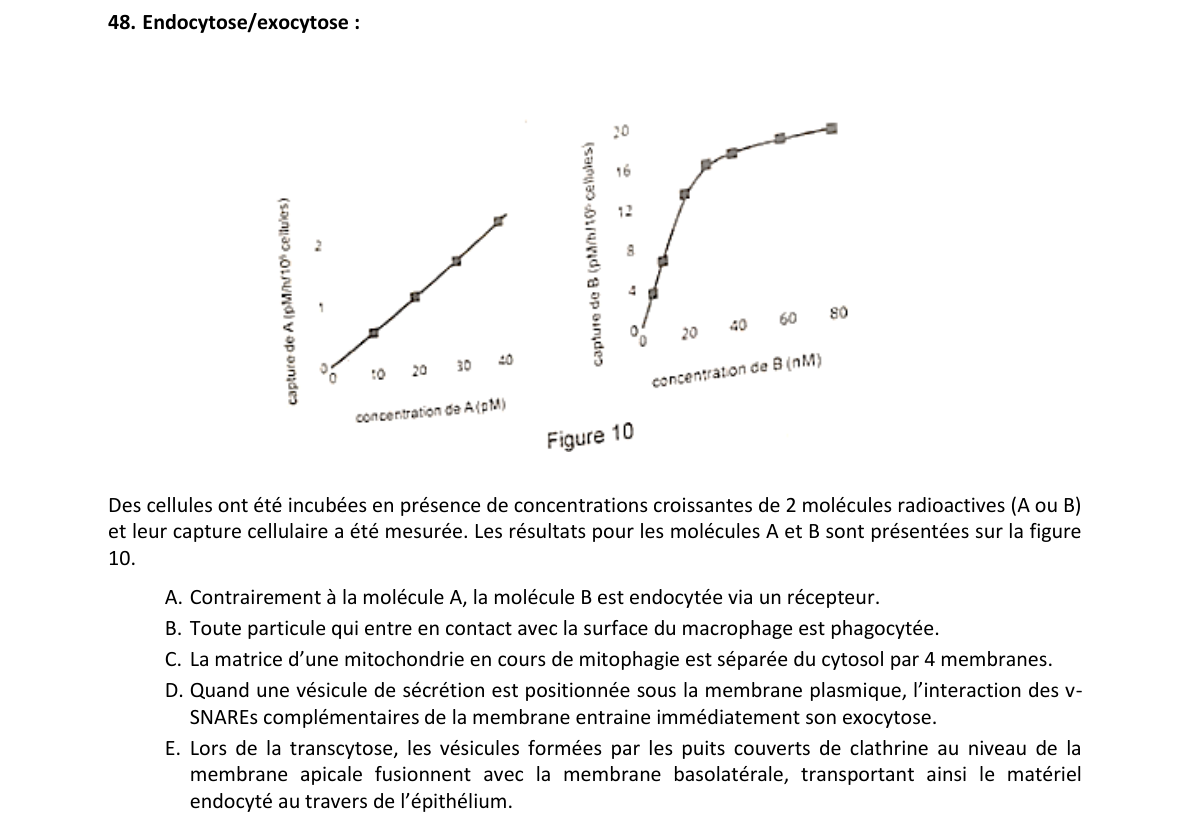 48. Endocytose/exocytose :
capture de A (pM/h/10⁶ cellules)
2
1
0
0 10 20 30 40
concentration de A (pM)
capture de B (pM/h/10⁶ cellules)
20
16
12
8
4
0
0 20 40 60 80
concentration de B (nM)
Figure 10
Des cellules ont été incubées en présence de concentrations croissantes de 2 molécules radioactives (A ou B)
et leur capture cellulaire a été mesurée. Les résultats pour les molécules A et B sont présentées sur la figure
10.
A. Contrairement à la molécule A, la molécule B est endocytée via un récepteur.
B. Toute particule qui entre en contact avec la surface du macrophage est phagocytée.
C. La matrice d’une mitochondrie en cours de mitophagie est séparée du cytosol par 4 membranes.
D. Quand une vésicule de sécrétion est positionnée sous la membrane plasmique, l’interaction des v-
SNAREs complémentaires de la membrane entraine immédiatement son exocytose.
E. Lors de la transcytose, les vésicules formées par les puits couverts de clathrine au niveau de la
membrane apicale fusionnent avec la membrane basolatérale, transportant ainsi le matériel
endocyté au travers de l’épithélium.